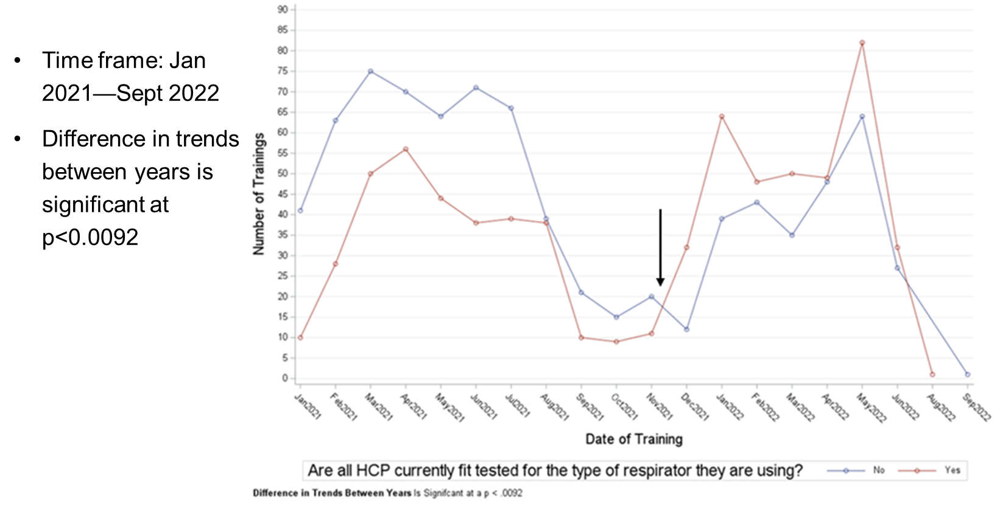 • Time frame: Jan
2021—Sept 2022
• Difference in trends
between years is
significant at
p<0.0092
Number of Trainings
90
85
80
75
70
65
60
55
50
45
40
35
30
25
20
15
10
5
0
Jan2021
Feb2021
Mar2021
Apr2021
May2021
Jun2021
Jul2021
Aug2021
Sep2021
Oct2021
Nov2021
Dec2021
Jan2022
Feb2022
Mar2022
Apr2022
May2022
Jun2022
Aug2022
Sep2022
Date of Training
Are all HCP currently fit tested for the type of respirator they are using? No Yes
Difference in Trends Between Years Is Signifcant at a p < .0092